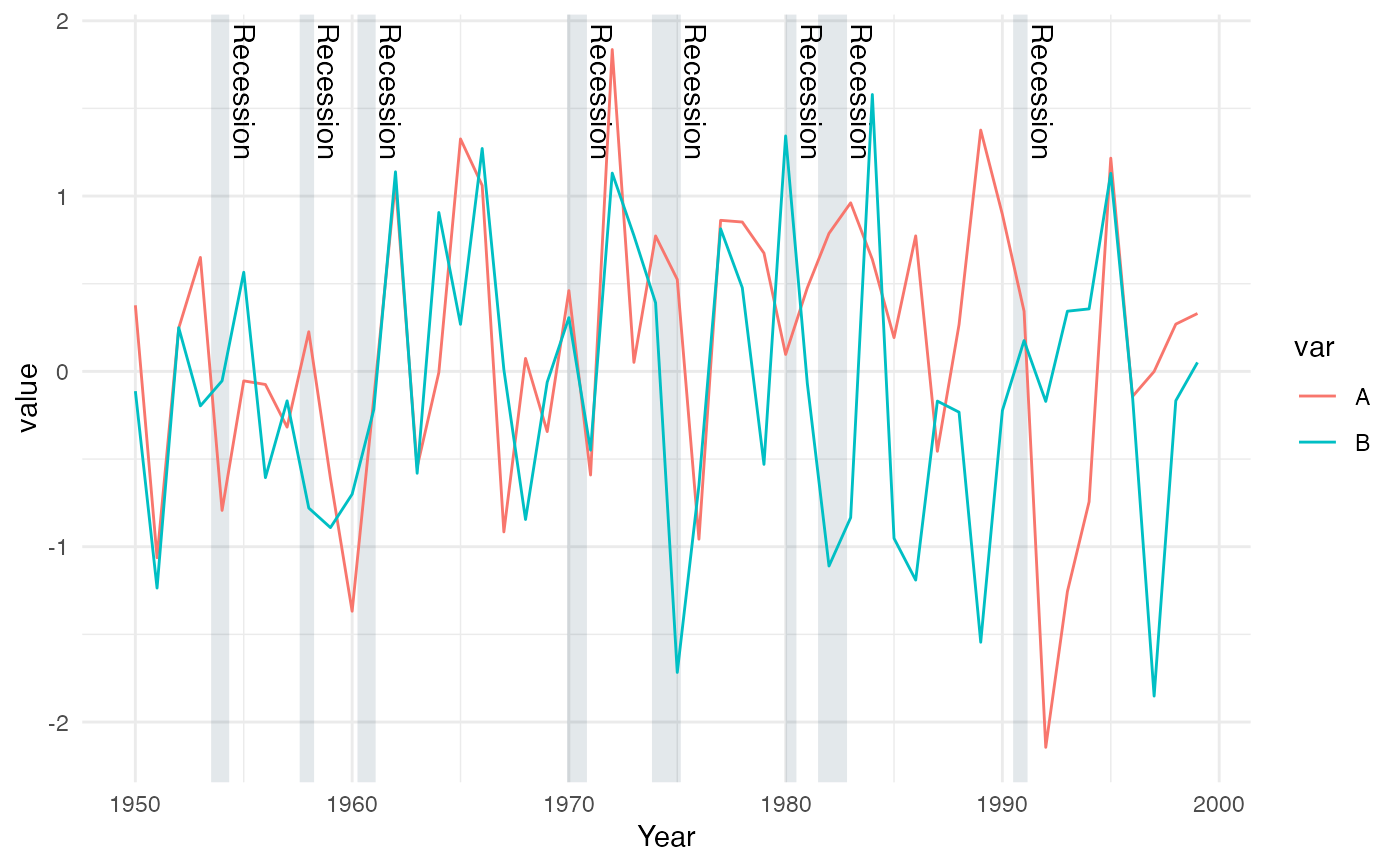 Recession
Recession
Recession
Recession
Recession
Recession
Recession
Recession
2
1
0
-1
-2
value
1950
1960
1970
1980
1990
2000
Year
var
A
B